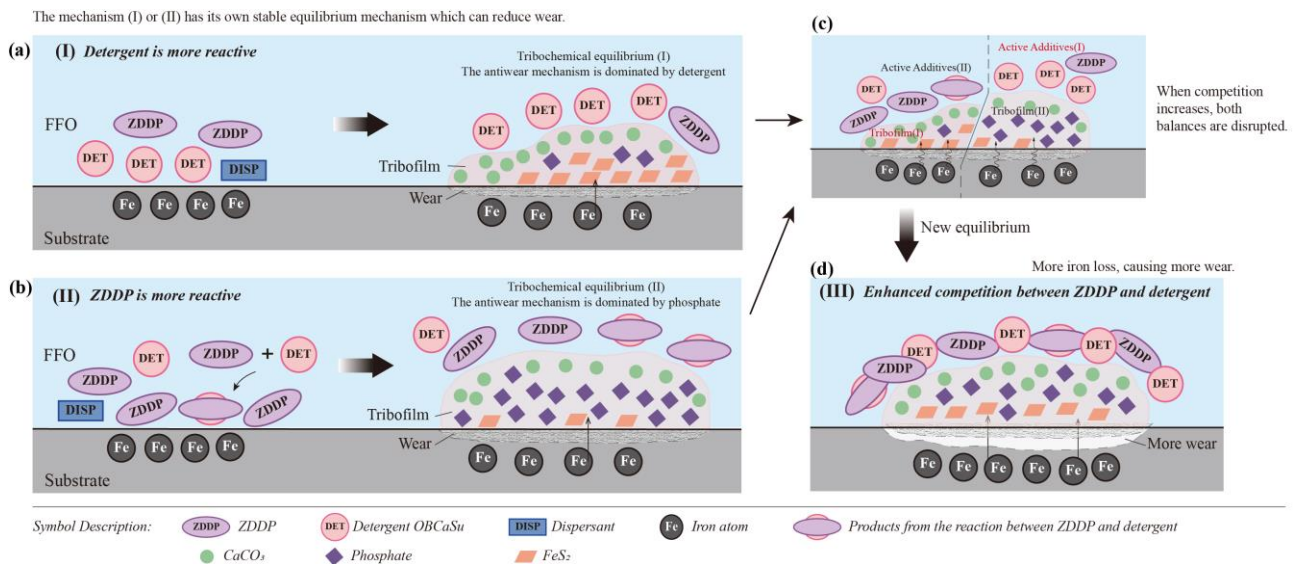 The mechanism (I) or (II) has its own stable equilibrium mechanism which can reduce wear.
(a)
(I) Detergent is more reactive
Tribochemical equilibrium (I)
The antiwear mechanism is dominated by detergent
FFO
ZDDP
ZDDP
DET
DET
DET
DET
DISP
Fe
Fe
Fe
Fe
Substrate
DET
DET
DET
DET
ZDDP
Tribofilm
Wear
Fe
Fe
Fe
Fe
(b)
(II) ZDDP is more reactive
Tribochemical equilibrium (II)
The antiwear mechanism is dominated by phosphate
FFO
DET
ZDDP
+
DET
ZDDP
DISP
ZDDP
ZDDP
Fe
Fe
Fe
Fe
Substrate
DET
ZDDP
ZDDP
Tribofilm
Wear
Fe
Fe
Fe
Fe
(c)
Active Additives(I)
Active Additives(II)
ZDDP
DET
DET
DET
DET
DET
ZDDP
ZDDP
Tribofilm(I)
Tribofilm(II)
Fe
Fe
Fe
Fe
Fe
Fe
When competition
increases, both
balances are disrupted.
New equilibrium
(d)
More iron loss, causing more wear.
(III) Enhanced competition between ZDDP and detergent
DET
ZDDP
DET
DET
ZDDP
ZDDP
DET
More wear
Fe
Fe
Fe
Fe
Fe
Fe
Symbol Description:
ZDDP
ZDDP
DET
Detergent OBCaSu
DISP
Dispersant
Fe
Iron atom
Products from the reaction between ZDDP and detergent
CaCO₃
Phosphate
FeS₂